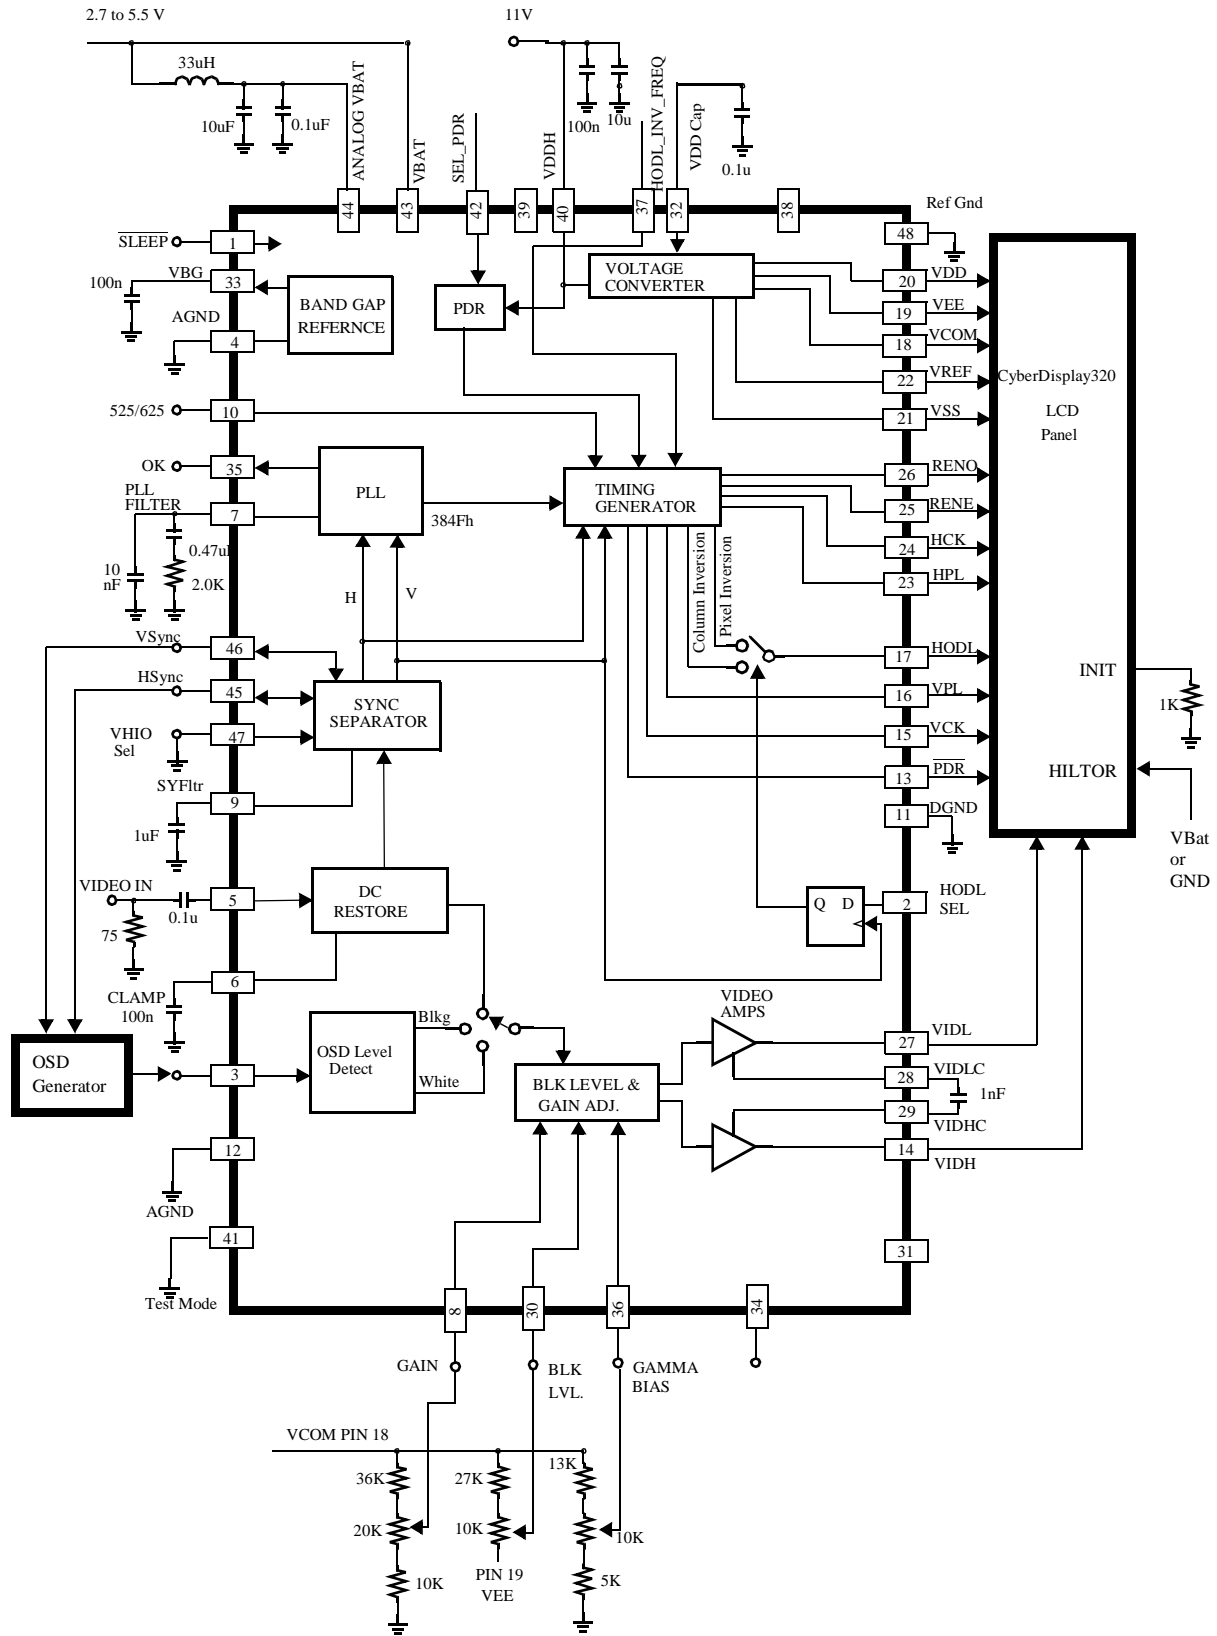 2.7 to 5.5 V
11V
33uH
10uF
0.1uF
ANALOG VBAT
VBAT
SEL_PDR
VDDH
100n
10u
HODL_INV_FREQ
VDD Cap
0.1u
44
43
42
39
40
37
32
38
Ref Gnd
48
SLEEP
1
VBG
33
100n
BAND GAP
REFERNCE
AGND
4
PDR
VOLTAGE
CONVERTER
20
VDD
19
VEE
18
VCOM
22
VREF
21
VSS
CyberDisplay320
LCD
Panel
525/625
10
OK
35
PLL
FILTER
7
PLL
384Fh
TIMING
GENERATOR
26
RENO
25
RENE
24
HCK
23
HPL
0.47u
10
nF
2.0K
H
V
Column Inversion
Pixel Inversion
VSync
46
HSync
45
VHIO
Sel
47
SYNC
SEPARATOR
17
HODL
16
VPL
15
VCK
13
PDR
11
DGND
INIT
1K
HILTOR
VBat
or
GND
SYFltr
9
1uF
VIDEO IN
0.1u
5
75
DC
RESTORE
Q
D
2
HODL
SEL
6
CLAMP
100n
OSD
Generator
3
OSD Level
Detect
Blkg
White
BLK LEVEL &
GAIN ADJ.
VIDEO
AMPS
27
VIDL
28
VIDLC
1nF
29
VIDHC
14
VIDH
12
AGND
41
Test Mode
31
8
30
36
34
GAIN
BLK
LVL.
GAMMA
BIAS
VCOM PIN 18
36K
27K
13K
20K
10K
10K
10K
PIN 19
VEE
5K